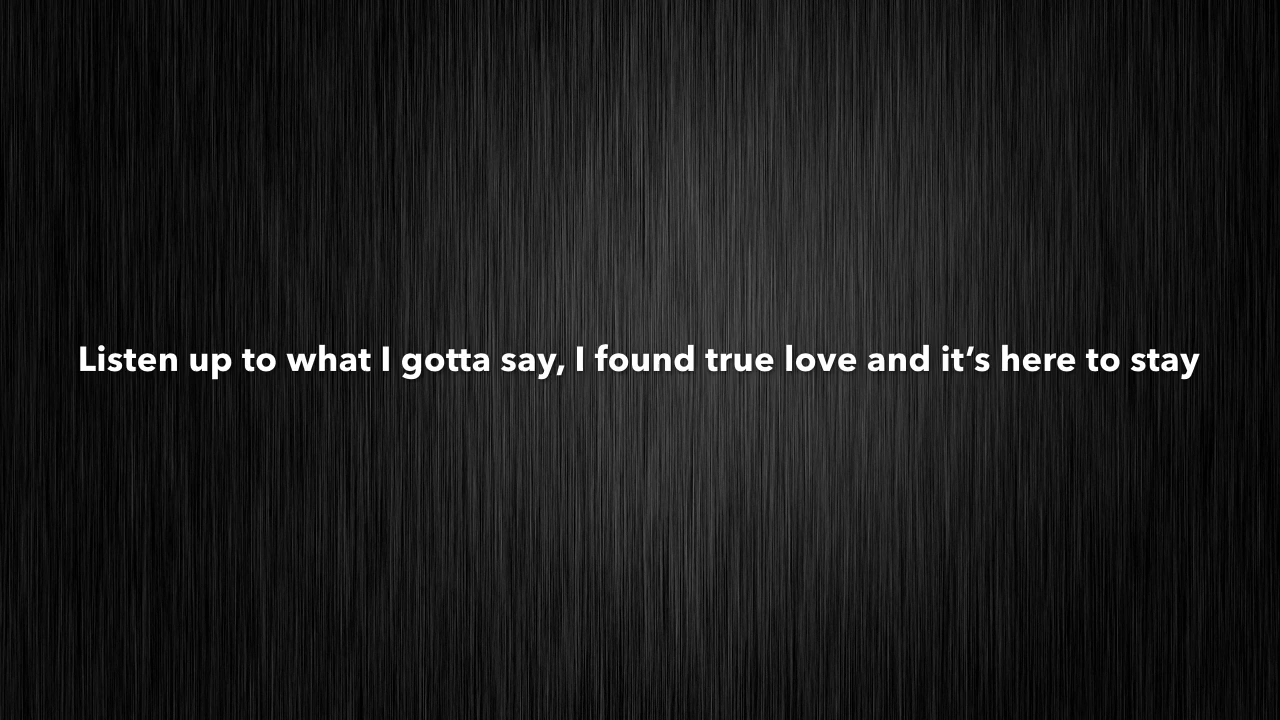 Listen up to what I gotta say, I found true love and it’s here to stay